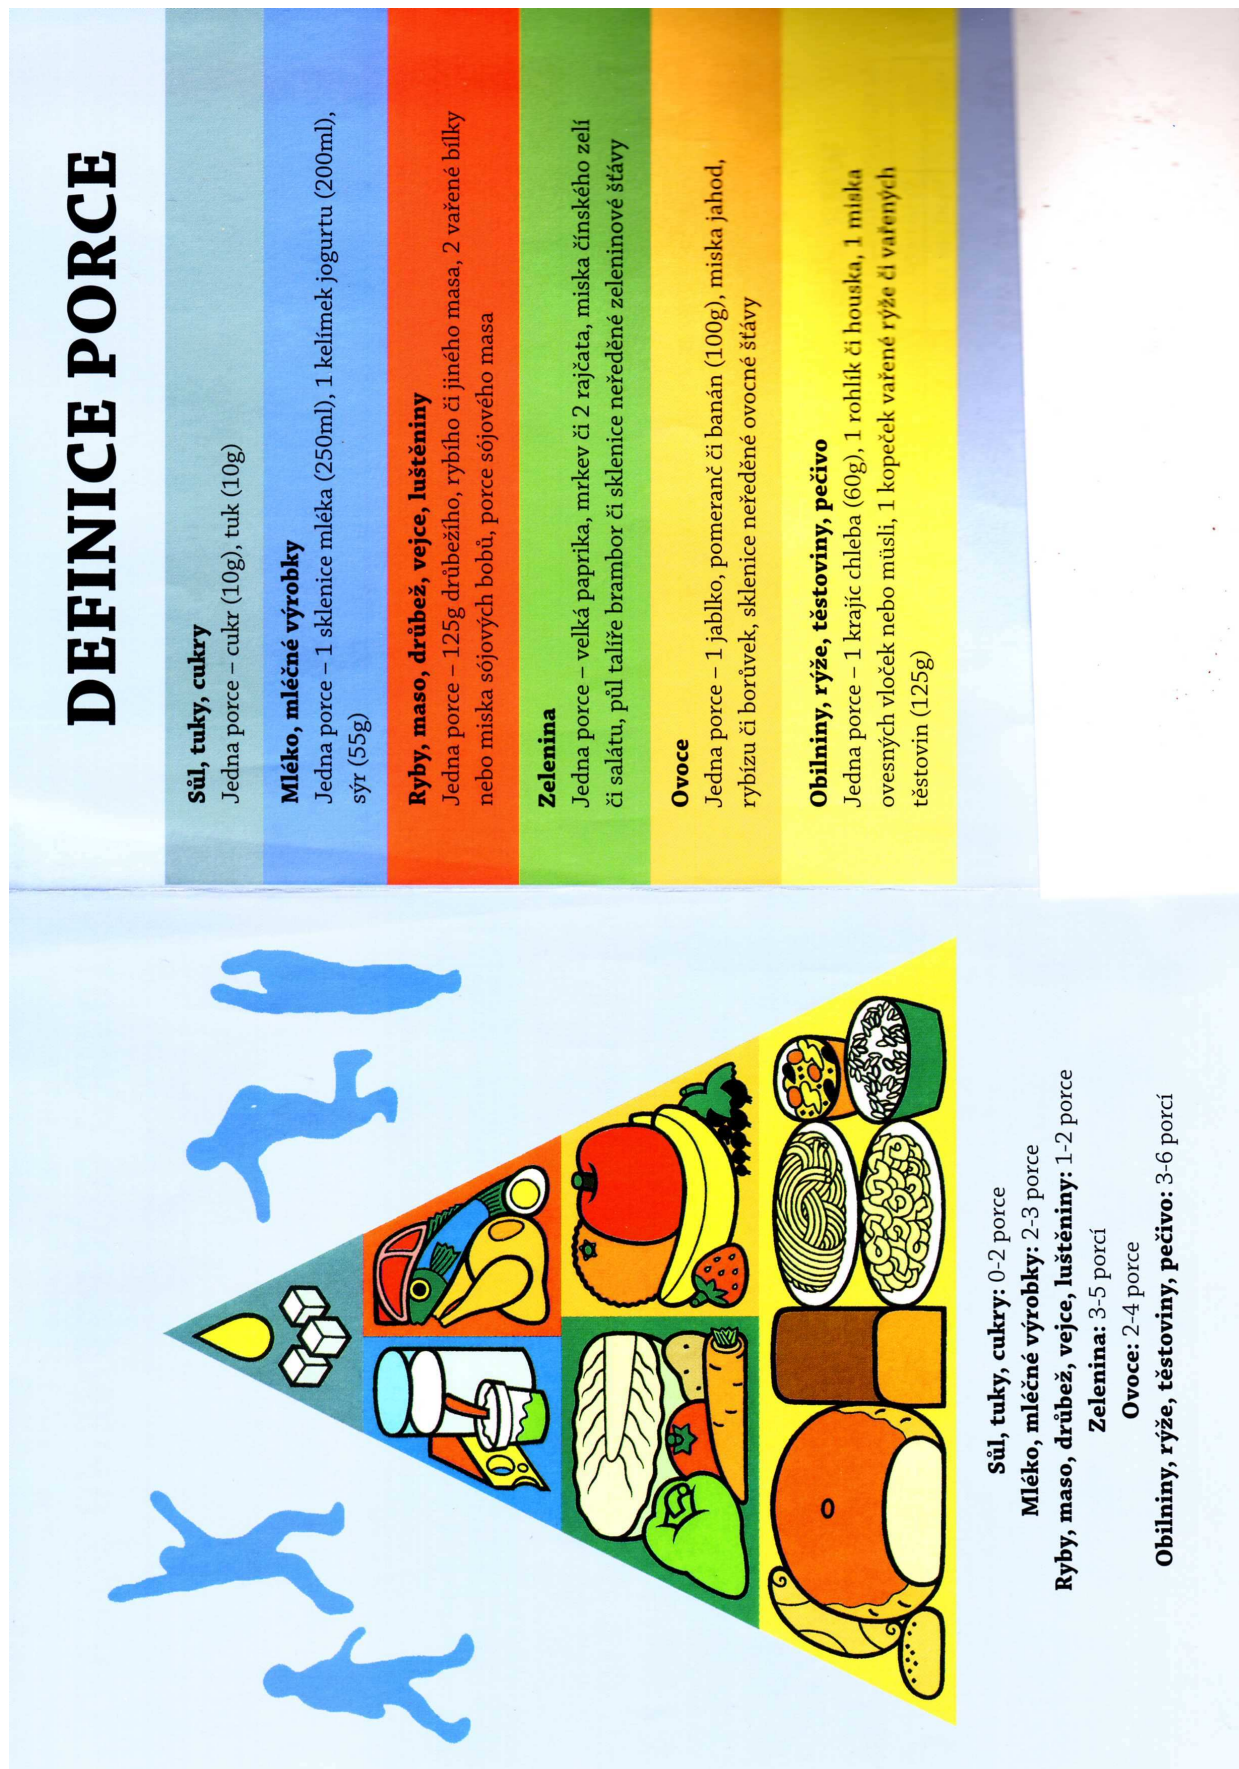 Sůl, tuky, cukry: 0-2 porce
Mléko, mléčné výrobky: 2-3 porce
Ryby, maso, drůbež, vejce, luštěniny: 1-2 porce
Zelenina: 3-5 porcí
Ovoce: 2-4 porce
Obilniny, rýže, těstoviny, pečivo: 3-6 porcí
DEFINICE PORCE
Sůl, tuky, cukry
Jedna porce – cukr (10g), tuk (10g)
Mléko, mléčné výrobky
Jedna porce – 1 sklenice mléka (250ml), 1 kelímek jogurtu (200ml),
sýr (55g)
Ryby, maso, drůbež, vejce, luštěniny
Jedna porce – 125g drůbežího, rybího či jiného masa, 2 vařené bílky
nebo miska sójových bobů, porce sójového masa
Zelenina
Jedna porce – velká paprika, mrkev či 2 rajčata, miska čínského zelí
či salátu, půl talíře brambor či sklenice neředěné zeleninové šťávy
Ovoce
Jedna porce – 1 jablko, pomeranč či banán (100g), miska jahod,
rybízu či borůvek, sklenice neředěné ovocné šťávy
Obilniny, rýže, těstoviny, pečivo
Jedna porce – 1 krajíc chleba (60g), 1 rohlík či houska, 1 miska
ovesných vloček nebo müsli, 1 kopeček vařené rýže či vařených
těstovin (125g)